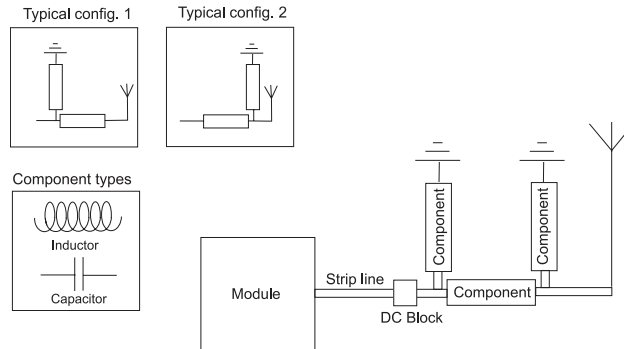 Typical config. 1
Typical config. 2
Component types
Inductor
Capacitor
Module
Strip line
DC Block
Component
Component
Component